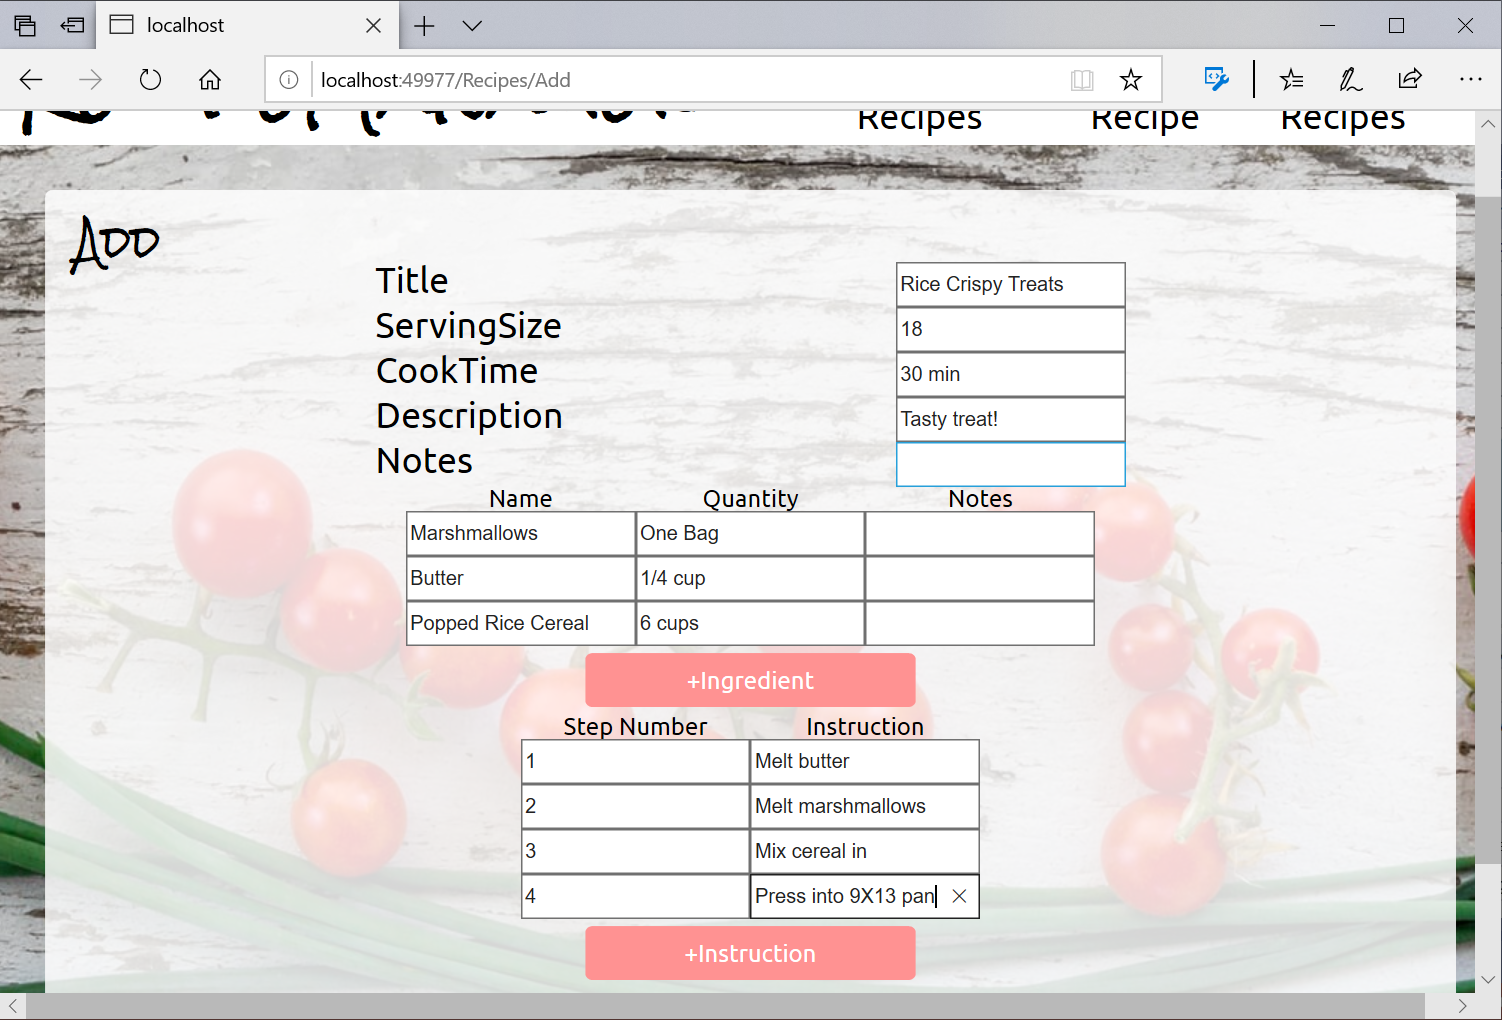 localhost
localhost:49977/Recipes/Add
Recipes Recipe Recipes
Add
Title Rice Crispy Treats
ServingSize 18
CookTime 30 min
Description Tasty treat!
Notes
Name Quantity Notes
Marshmallows One Bag
Butter 1/4 cup
Popped Rice Cereal 6 cups
+Ingredient
Step Number Instruction
1 Melt butter
2 Melt marshmallows
3 Mix cereal in
4 Press into 9X13 pan
+Instruction